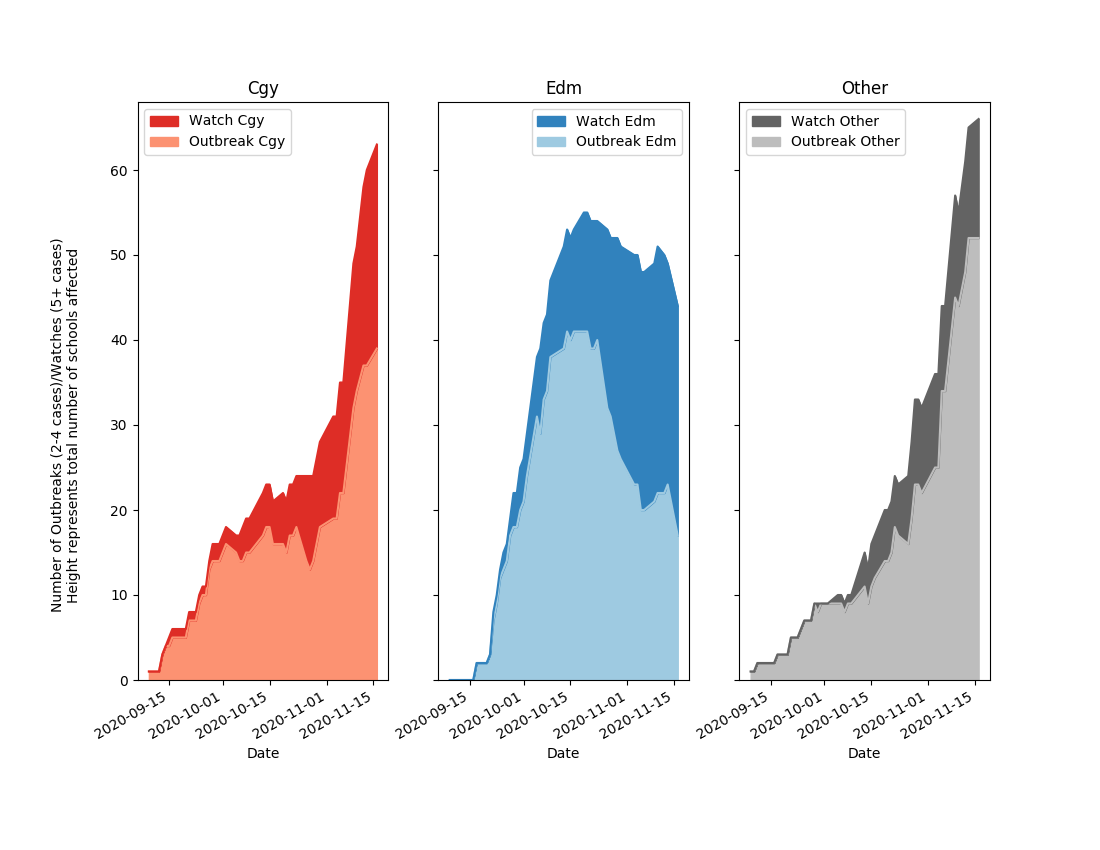 Cgy
Edm
Other
Watch Cgy
Outbreak Cgy
Watch Edm
Outbreak Edm
Watch Other
Outbreak Other
Number of Outbreaks (2-4 cases)/Watches (5+ cases)
Height represents total number of schools affected
60
50
40
30
20
10
0
2020-09-15
2020-10-01
2020-10-15
2020-11-01
2020-11-15
2020-09-15
2020-10-01
2020-10-15
2020-11-01
2020-11-15
2020-09-15
2020-10-01
2020-10-15
2020-11-01
2020-11-15
Date
Date
Date